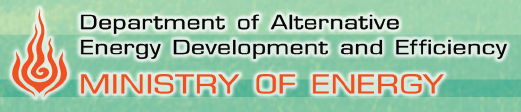 Department of Alternative
Energy Development and Efficiency
MINISTRY OF ENERGY